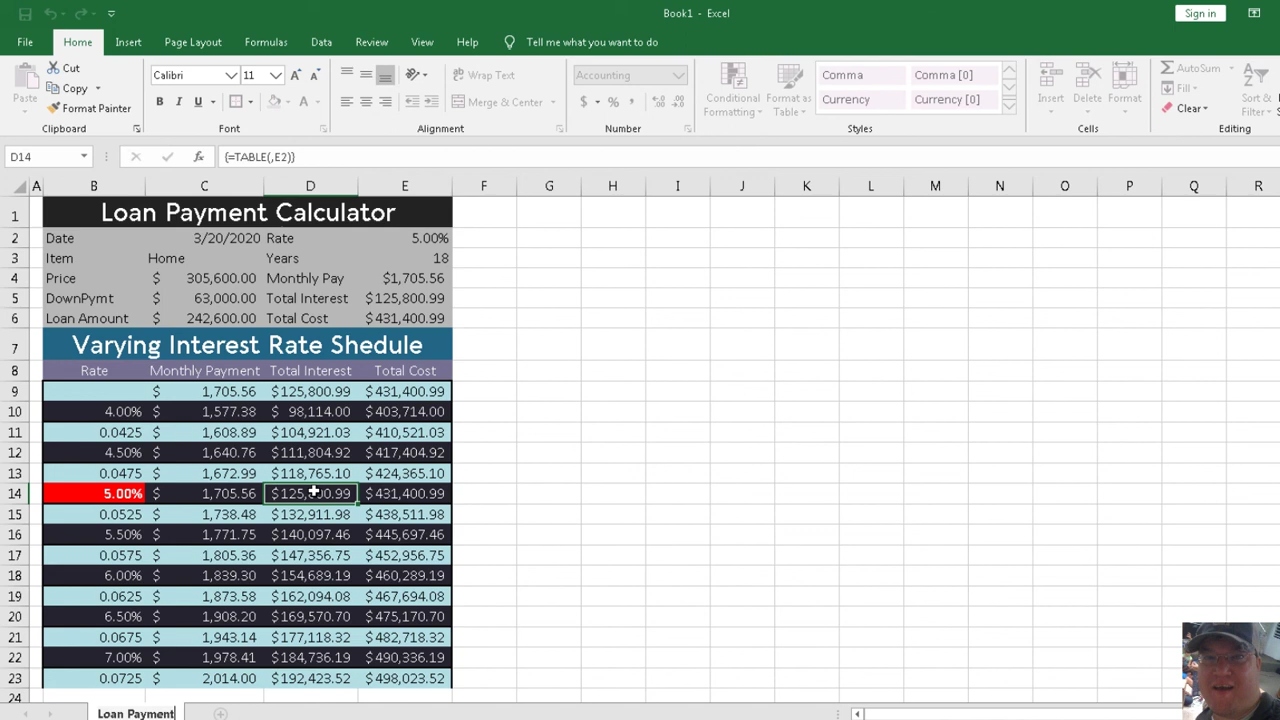 Book1 - Excel
Sign in
File Home Insert Page Layout Formulas Data Review View Help Tell me what you want to do
Paste
Cut
Copy
Format Painter
Calibri 11
B I U
A A
Wrap Text
Merge & Center
Accounting
$ % ,
Conditional Formatting
Format as Table
Comma Comma [0]
Currency Currency [0]
Insert Delete Format
AutoSum
Fill
Clear
Sort &
Filter
Clipboard Font Alignment Number Styles Cells Editing
D14 fx {=TABLE(,E2)}
A B C D E F G H I J K L M N O P Q R
1 Loan Payment Calculator
2 Date 3/20/2020 Rate 5.00%
3 Item Home Years 18
4 Price $ 305,600.00 Monthly Pay $1,705.56
5 DownPymt $ 63,000.00 Total Interest $125,800.99
6 Loan Amount $ 242,600.00 Total Cost $431,400.99
7 Varying Interest Rate Shedule
8 Rate Monthly Payment Total Interest Total Cost
9 $ 1,705.56 $125,800.99 $431,400.99
10 4.00% $ 1,577.38 $ 98,114.00 $403,714.00
11 0.0425 $ 1,608.89 $104,921.03 $410,521.03
12 4.50% $ 1,640.76 $111,804.92 $417,404.92
13 0.0475 $ 1,672.99 $118,765.10 $424,365.10
14 5.00% $ 1,705.56 $431,400.99
15 0.0525 $ 1,738.48 $132,911.98 $438,511.98
16 5.50% $ 1,771.75 $140,097.46 $445,697.46
17 0.0575 $ 1,805.36 $147,356.75 $452,956.75
18 6.00% $ 1,839.30 $154,689.19 $460,289.19
19 0.0625 $ 1,873.58 $162,094.08 $467,694.08
20 6.50% $ 1,908.20 $169,570.70 $475,170.70
21 0.0675 $ 1,943.14 $177,118.32 $482,718.32
22 7.00% $ 1,978.41 $184,736.19 $490,336.19
23 0.0725 $ 2,014.00 $192,423.52 $498,023.52
24
Loan Payment